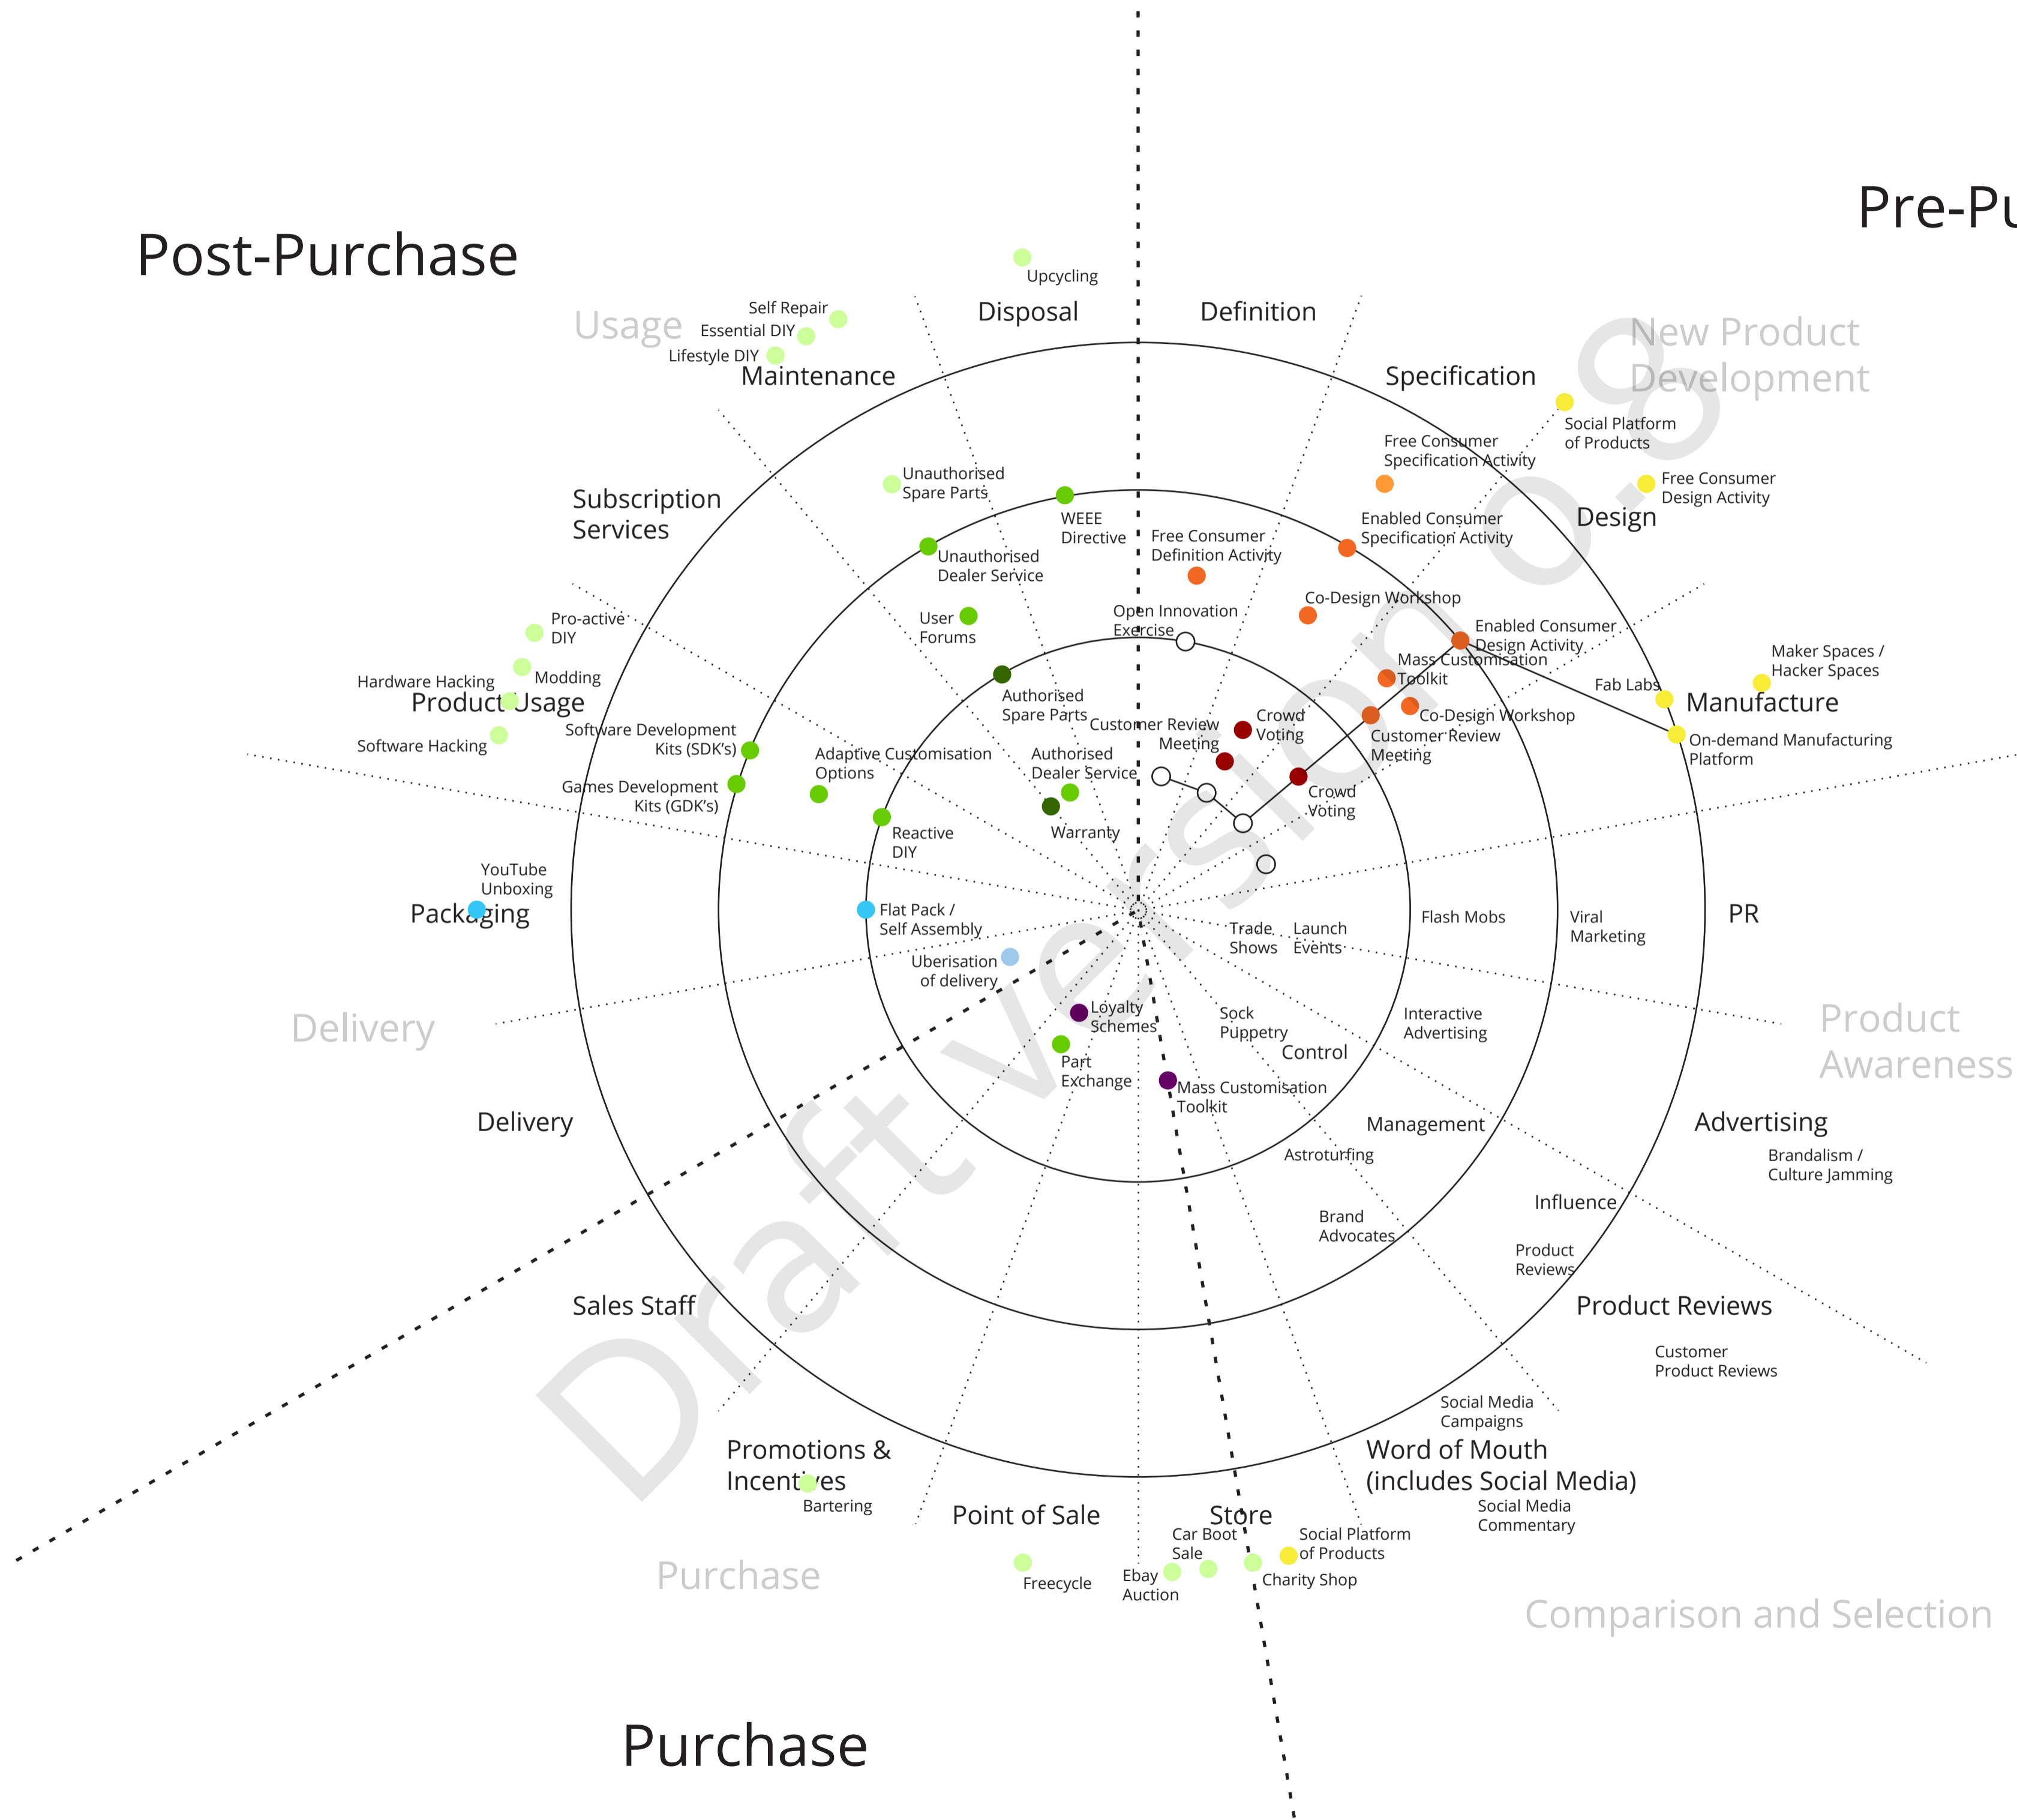 Pre-Pu
Post-Purchase
Upcycling
Disposal
Definition
Usage
Self Repair
Essential DIY
Lifestyle DIY
Maintenance
Specification
New Product
Development
Social Platform
of Products
Free Consumer
Specification Activity
Unauthorised
Spare Parts
Free Consumer
Design Activity
Design
Subscription
Services
WEEE
Directive
Enabled Consumer
Specification Activity
Free Consumer
Definition Activity
Unauthorised
Dealer Service
Co-Design Workshop
User
Forums
Open Innovation
Exercise
Enabled Consumer
Design Activity
Pro-active
DIY
Mass Customisation
Toolkit
Maker Spaces /
Hacker Spaces
Modding
Hardware Hacking
Fab Labs
Product Usage
Manufacture
Authorised
Spare Parts
Customer Review
Meeting
Crowd
Voting
Co-Design Workshop
Customer Review
Meeting
On-demand Manufacturing
Platform
Software Hacking
Software Development
Kits (SDK's)
Adaptive Customisation
Options
Authorised
Dealer Service
Games Development
Kits (GDK's)
Crowd
Voting
Reactive
DIY
Warranty
YouTube
Unboxing
Packaging
Flat Pack /
Self Assembly
Flash Mobs
Viral
Marketing
PR
Trade
Shows
Launch
Events
Uberisation
of delivery
Delivery
Loyalty
Schemes
Sock
Puppetry
Interactive
Advertising
Product
Awareness
Control
Part
Exchange
Mass Customisation
Toolkit
Delivery
Management
Advertising
Astroturfing
Brandalism /
Culture Jamming
Influence
Brand
Advocates
Product
Reviews
Sales Staff
Product Reviews
Customer
Product Reviews
Social Media
Campaigns
Promotions &
Incentives
Bartering
Word of Mouth
(includes Social Media)
Social Media
Commentary
Point of Sale
Store
Car Boot
Sale
Social Platform
of Products
Freecycle
Ebay
Auction
Charity Shop
Purchase
Comparison and Selection
Purchase
Draft version 0.8